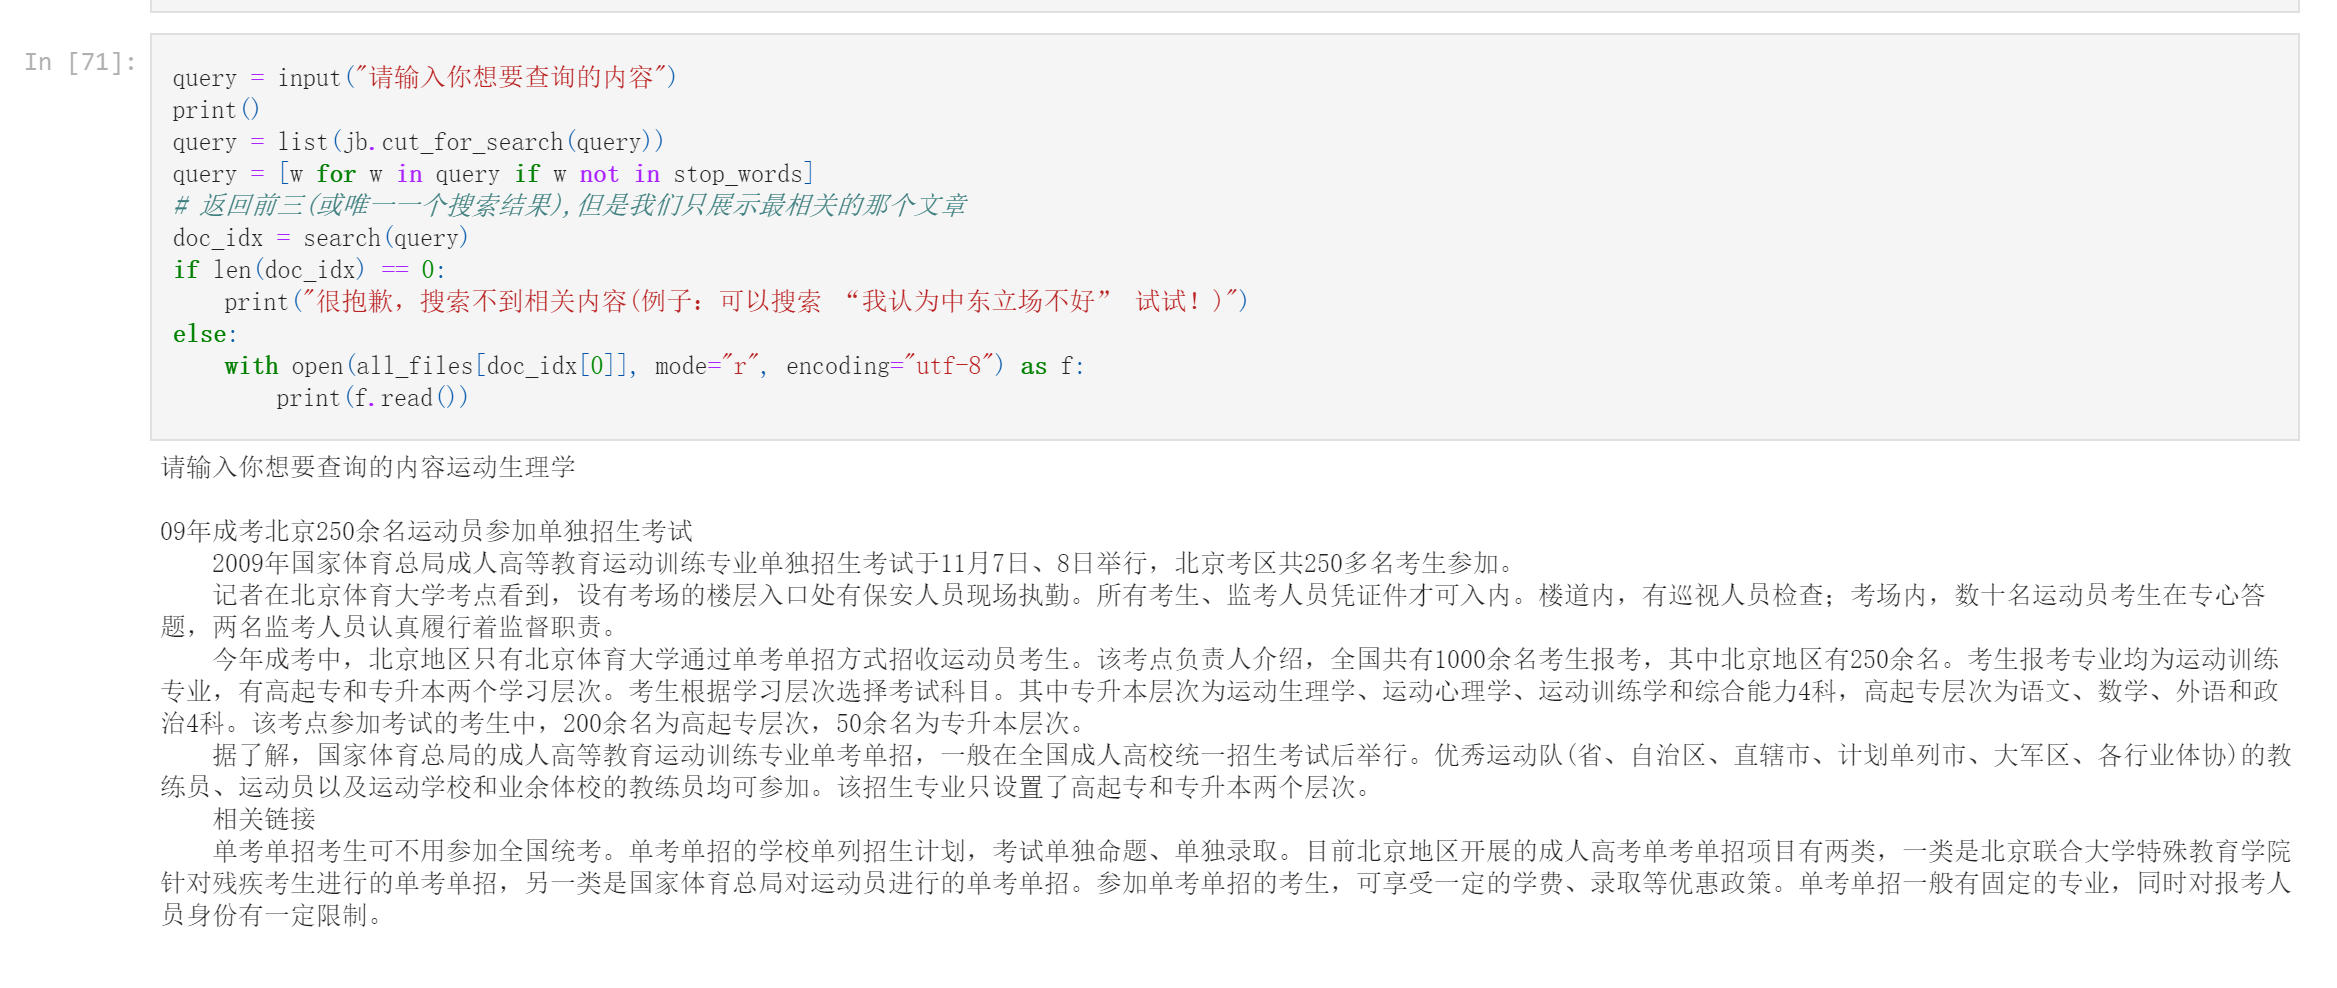 In [71]:
query = input("请输入你想要查询的内容")
print()
query = list(jb.cut_for_search(query))
query = [w for w in query if w not in stop_words]
# 返回前三(或唯一一个搜索结果),但是我们只展示最相关的那个文章
doc_idx = search(query)
if len(doc_idx) == 0:
    print("很抱歉，搜索不到相关内容(例子：可以搜索 “我认为中东立场不好” 试试！)")
else:
    with open(all_files[doc_idx[0]], mode="r", encoding="utf-8") as f:
        print(f.read())
请输入你想要查询的内容运动生理学
09年成考北京250余名运动员参加单独招生考试
　　2009年国家体育总局成人高等教育运动训练专业单独招生考试于11月7日、8日举行，北京考区共250多名考生参加。
　　记者在北京体育大学考点看到，设有考场的楼层入口处有保安人员现场执勤。所有考生、监考人员凭证件才可入内。楼道内，有巡视人员检查；考场内，数十名运动员考生在专心答
题，两名监考人员认真履行着监督职责。
　　今年成考中，北京地区只有北京体育大学通过单考单招方式招收运动员考生。该考点负责人介绍，全国共有1000余名考生报考，其中北京地区有250余名。考生报考专业均为运动训练
专业，有高起专和专升本两个学习层次。考生根据学习层次选择考试科目。其中专升本层次为运动生理学、运动心理学、运动训练学和综合能力4科，高起专层次为语文、数学、外语和政
治4科。该考点参加考试的考生中，200余名为高起专层次，50余名为专升本层次。
　　据了解，国家体育总局的成人高等教育运动训练专业单考单招，一般在全国成人高校统一招生考试后举行。优秀运动队(省、自治区、直辖市、计划单列市、大军区、各行业体协)的教
练员、运动员以及运动学校和业余体校的教练员均可参加。该招生专业只设置了高起专和专升本两个层次。
　　相关链接
　　单考单招考生可不用参加全国统考。单考单招的学校单列招生计划，考试单独命题、单独录取。目前北京地区开展的成人高考单考单招项目有两类，一类是北京联合大学特殊教育学院
针对残疾考生进行的单考单招，另一类是国家体育总局对运动员进行的单考单招。参加单考单招的考生，可享受一定的学费、录取等优惠政策。单考单招一般有固定的专业，同时对报考人
员身份有一定限制。